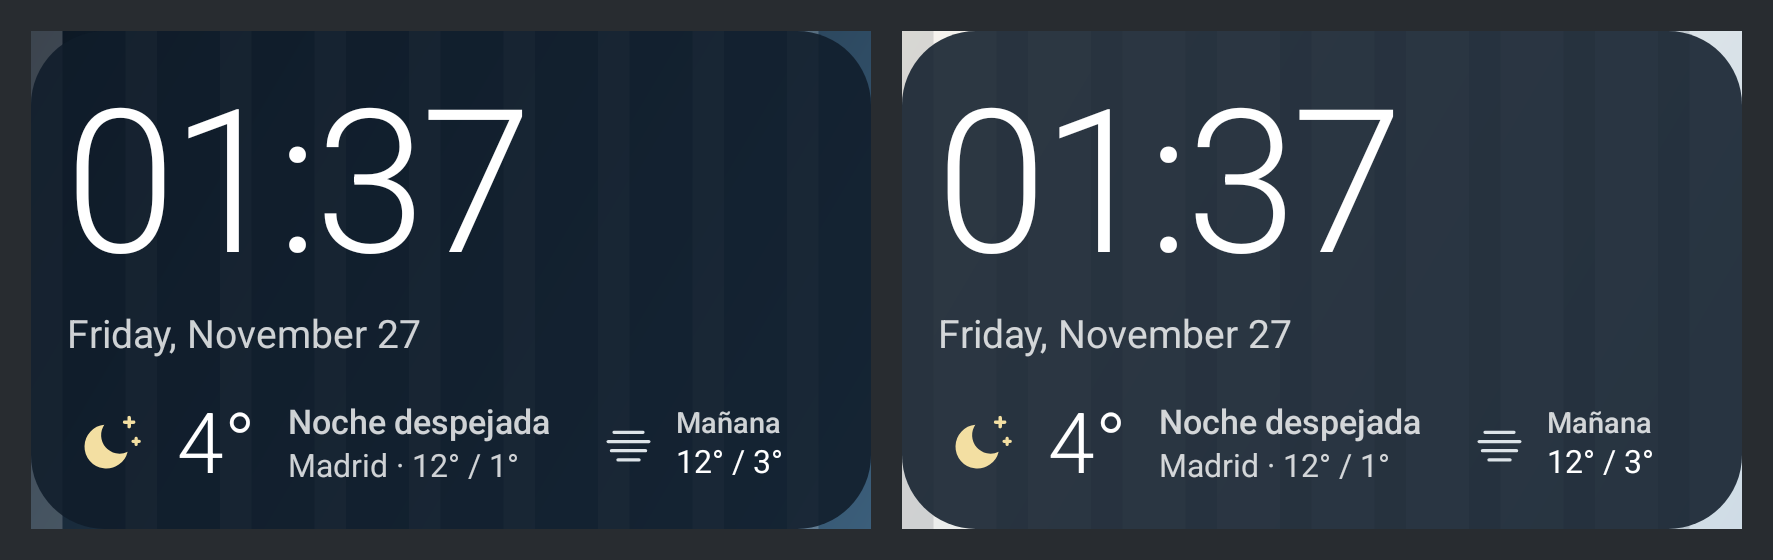 01:37
Friday, November 27
4°
Noche despejada
Madrid · 12° / 1°
Mañana
12° / 3°
01:37
Friday, November 27
4°
Noche despejada
Madrid · 12° / 1°
Mañana
12° / 3°